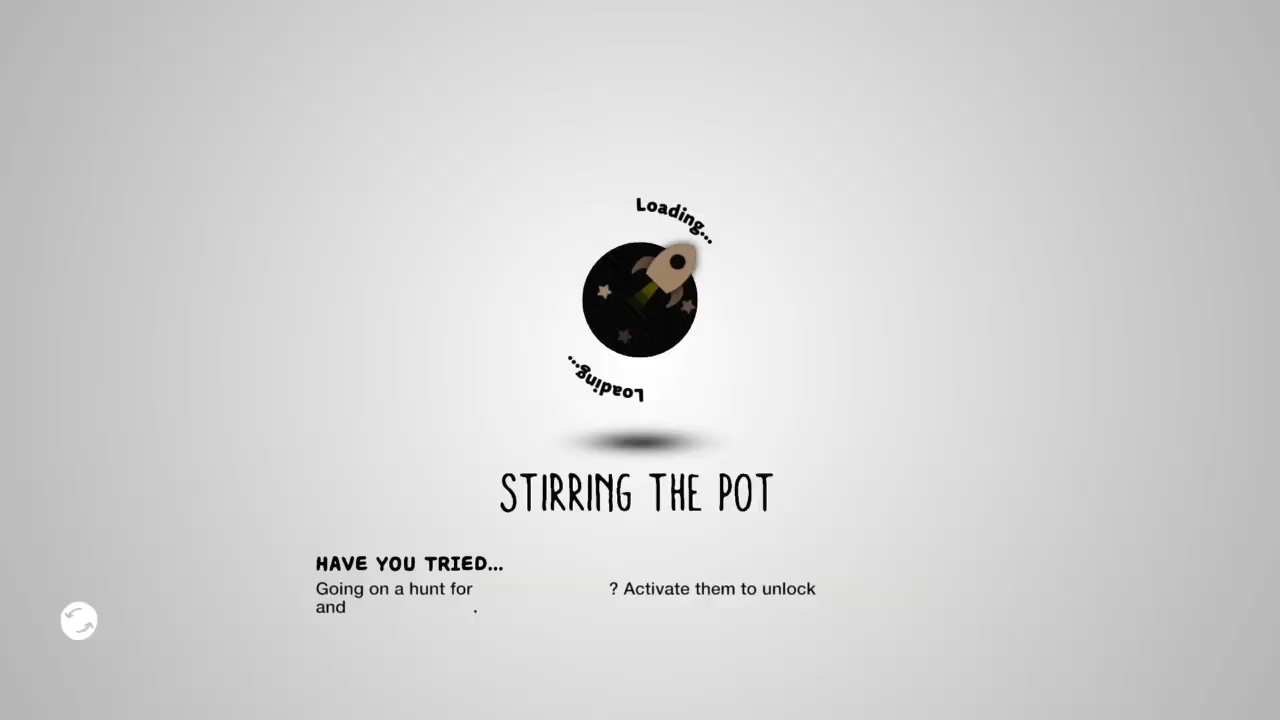 Loading...
Loading...
STIRRING THE POT
HAVE YOU TRIED...
Going on a hunt for ? Activate them to unlock
and .